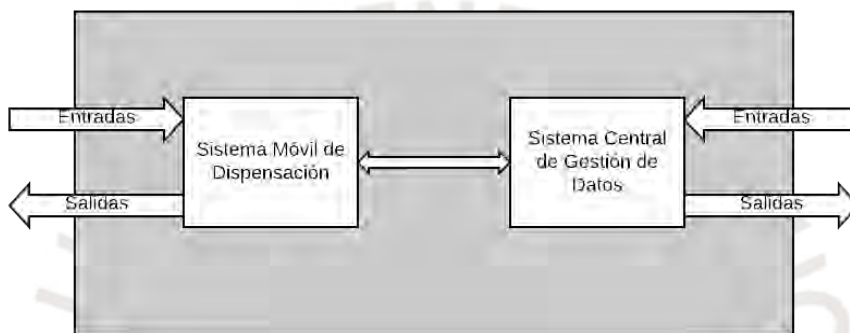 Entradas
Sistema Móvil de
Dispensación
Salidas
Sistema Central
de Gestión de
Datos
Entradas
Salidas